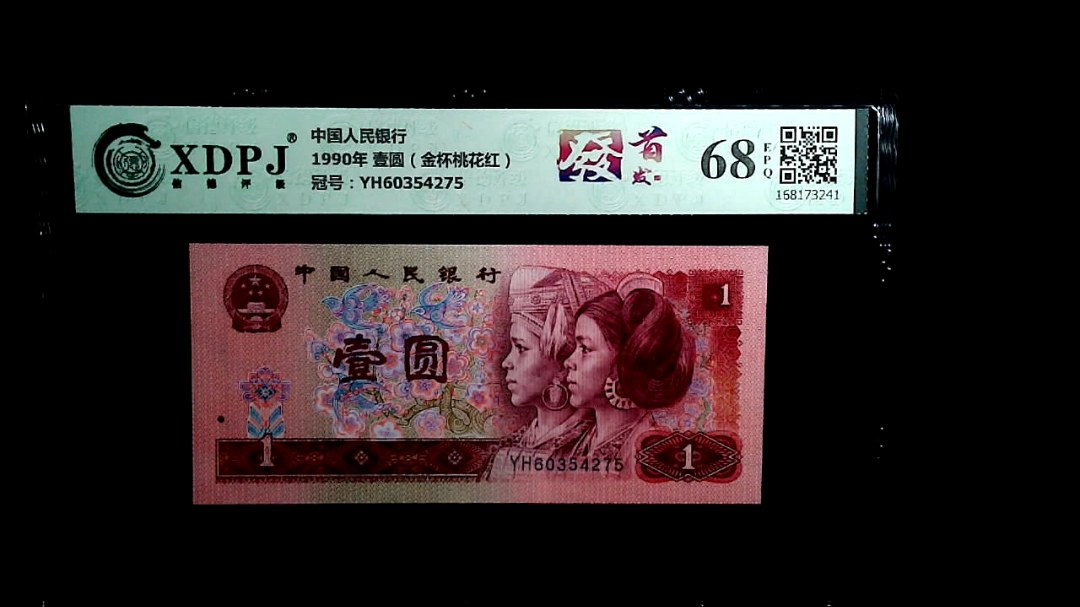 XDPJ®
信德评级
中国人民银行
1990年 壹圆（金杯桃花红）
冠号：YH60354275
發
首
发
68
EPQ
168173241
中国人民银行
1
壹圆
1
YH60354275
1